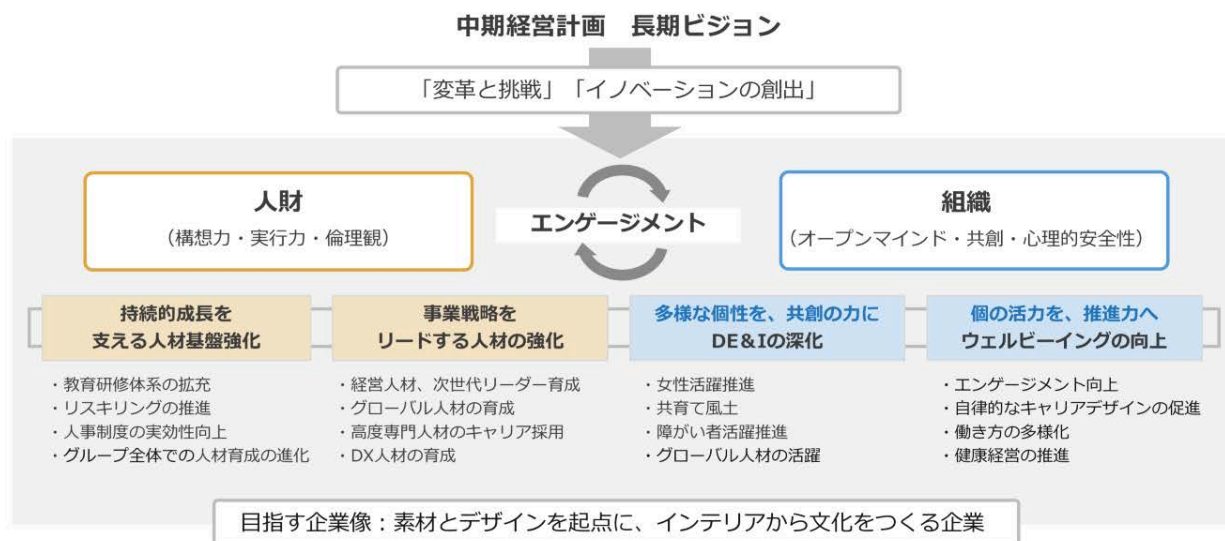 中期経営計画　長期ビジョン
「変革と挑戦」「イノベーションの創出」
人財
（構想力・実行力・倫理観）
エンゲージメント
組織
（オープンマインド・共創・心理的安全性）
持続的成長を
支える人材基盤強化
・教育研修体系の拡充
・リスキリングの推進
・人事制度の実効性向上
・グループ全体での人材育成の進化
事業戦略を
リードする人材の強化
・経営人材、次世代リーダー育成
・グローバル人材の育成
・高度専門人材のキャリア採用
・DX人材の育成
多様な個性を、共創の力に
DE&Iの深化
・女性活躍推進
・共育て風土
・障がい者活躍推進
・グローバル人材の活躍
個の活力を、推進力へ
ウェルビーイングの向上
・エンゲージメント向上
・自律的なキャリアデザインの促進
・働き方の多様化
・健康経営の推進
目指す企業像：素材とデザインを起点に、インテリアから文化をつくる企業